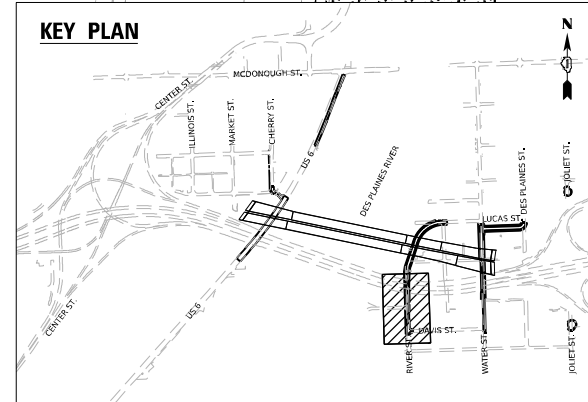 KEY PLAN
N
MCDONOUGH ST.
CENTER ST.
ILLINOIS ST.
MARKET ST.
CHERRY ST.
US 6
DES PLAINES RIVER
DES PLAINES ST.
JOLIET ST.
LUCAS ST.
CENTER ST.
US 6
DAVIS ST.
RIVER ST.
WATER ST.
JOLIET ST.